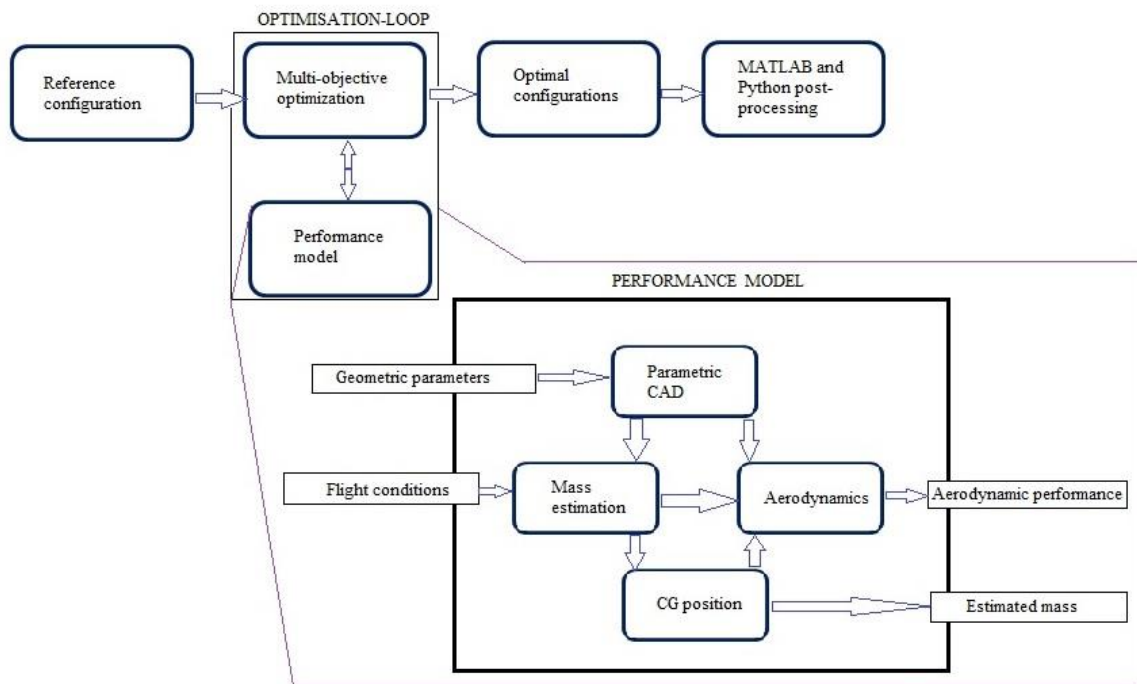 OPTIMISATION-LOOP
Reference
configuration
Multi-objective
optimization
Optimal
configurations
MATLAB and
Python post-
processing
Performance
model
PERFORMANCE MODEL
Geometric parameters
Parametric
CAD
Flight conditions
Mass
estimation
Aerodynamics
Aerodynamic performance
CG position
Estimated mass